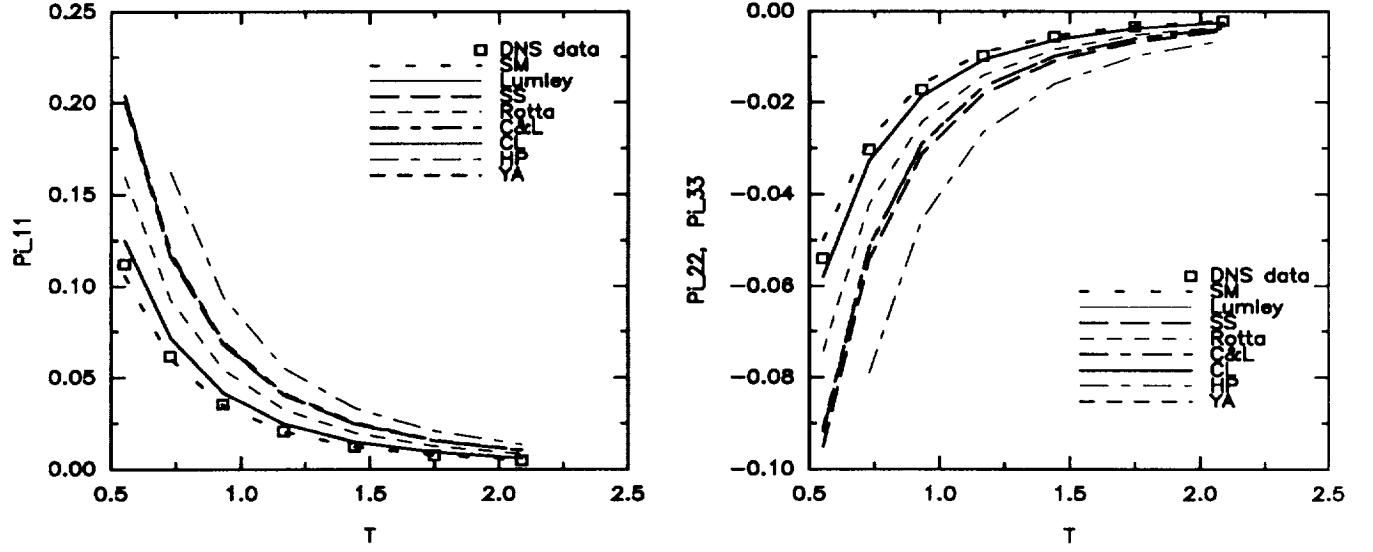 0.25
0.20
0.15
0.10
0.05
0.00
Pi_11
0.5 1.0 1.5 2.0 2.5
T
DNS data
SM
Lumley
SS
Rotta
C&L
CL
HP
YA
0.00
−0.02
−0.04
−0.06
−0.08
−0.10
Pi_22, Pi_33
0.5 1.0 1.5 2.0 2.5
T
DNS data
SM
Lumley
SS
Rotta
C&L
CL
HP
YA